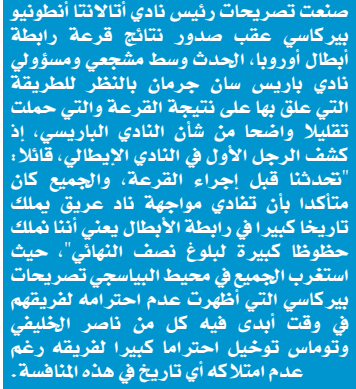 صنعت تصريحات رئيس نادي أتالانتا أنطونيو
بيركاسي عقب صدور نتائج قرعة رابطة
أبطال أوروبا، الحدث وسط مشجعي ومسؤولي
نادي باريس سان جرمان بالنظر للطريقة
التي علق بها على نتيجة القرعة والتي حملت
تقليلا واضحا من شأن النادي الباريسي، إذ
كشف الرجل الأول في النادي الإيطالي، قائلا:
"تحدثنا قبل إجراء القرعة، والجميع كان
متأكدا بأن تفادي مواجهة ناد عريق يملك
تاريخا كبيرا في رابطة الأبطال يعني أننا نملك
حظوظا كبيرة لبلوغ نصف النهائي"، حيث
استغرب الجميع في محيط البياسجي تصريحات
بيركاسي التي أظهرت عدم احترامه لفريقهم
في وقت أبدى فيه كل من ناصر الخليفي
وتوماس توخيل احتراما كبيرا لفريقه رغم
عدم امتلاكه أي تاريخ في هذه المنافسة.